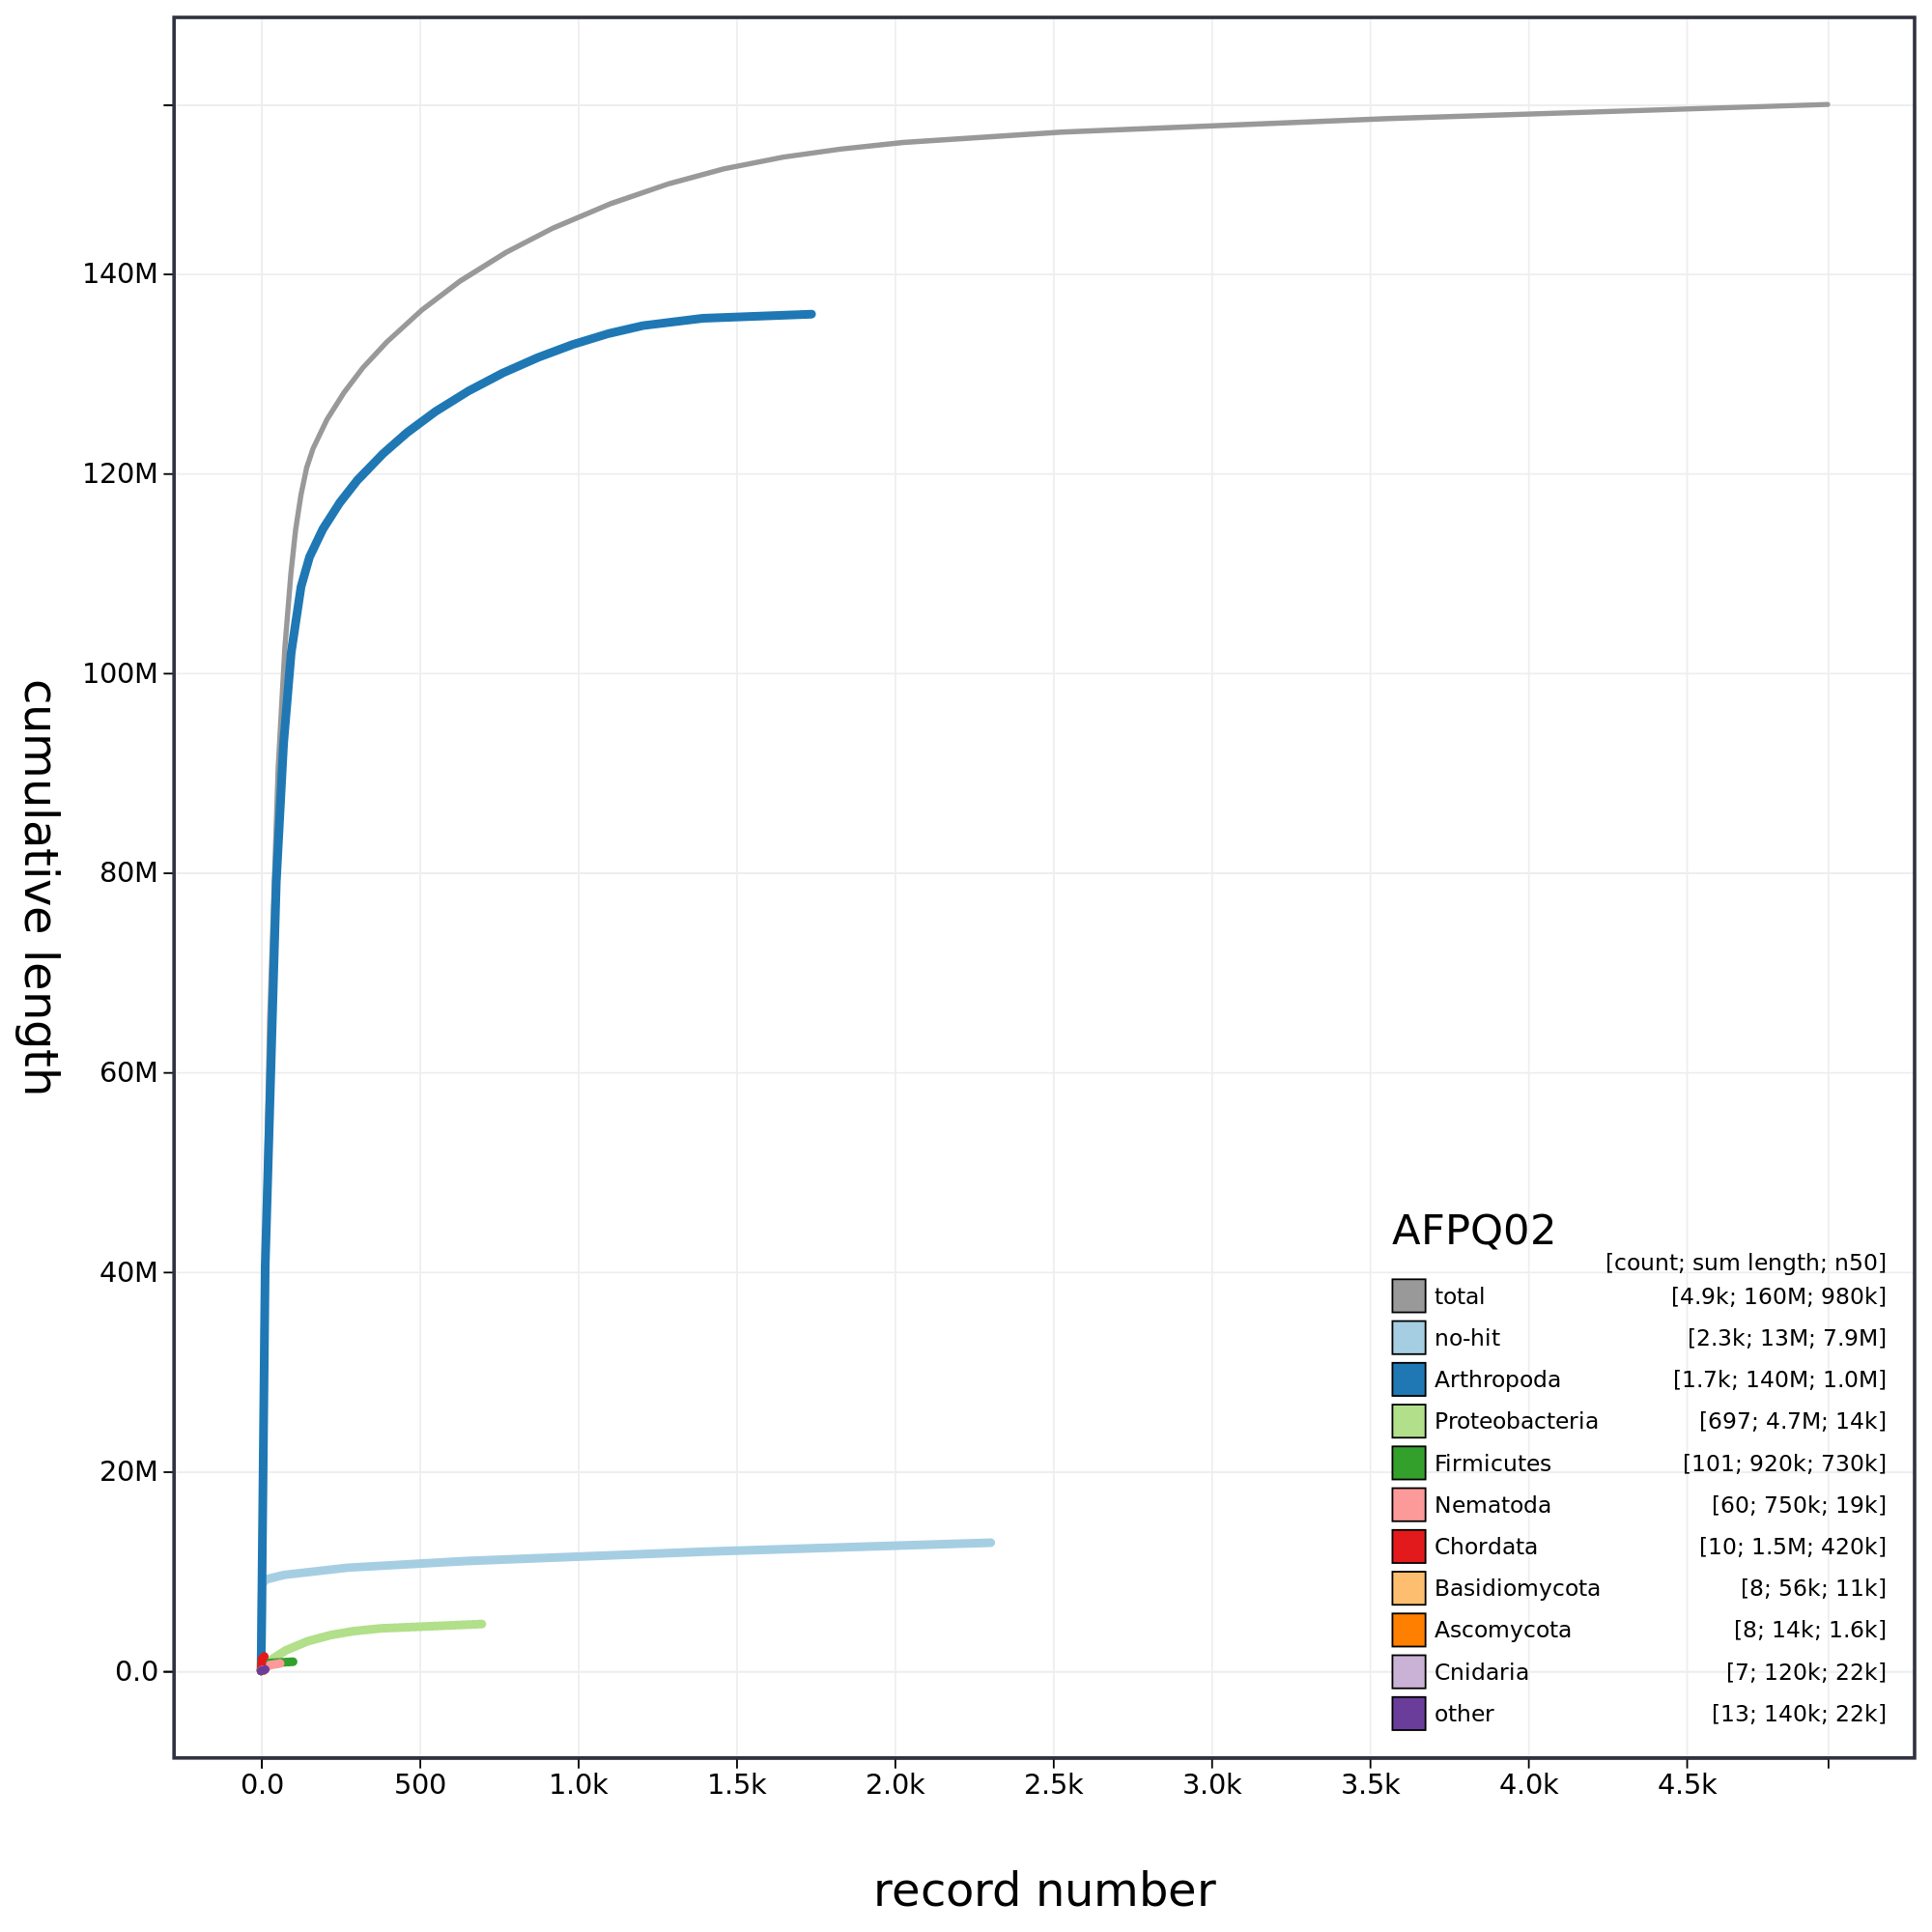 140M
120M
100M
80M
60M
40M
20M
0.0
cumulative length
0.0 500 1.0k 1.5k 2.0k 2.5k 3.0k 3.5k 4.0k 4.5k
record number
AFPQ02
[count; sum length; n50]
total [4.9k; 160M; 980k]
no-hit [2.3k; 13M; 7.9M]
Arthropoda [1.7k; 140M; 1.0M]
Proteobacteria [697; 4.7M; 14k]
Firmicutes [101; 920k; 730k]
Nematoda [60; 750k; 19k]
Chordata [10; 1.5M; 420k]
Basidiomycota [8; 56k; 11k]
Ascomycota [8; 14k; 1.6k]
Cnidaria [7; 120k; 22k]
other [13; 140k; 22k]